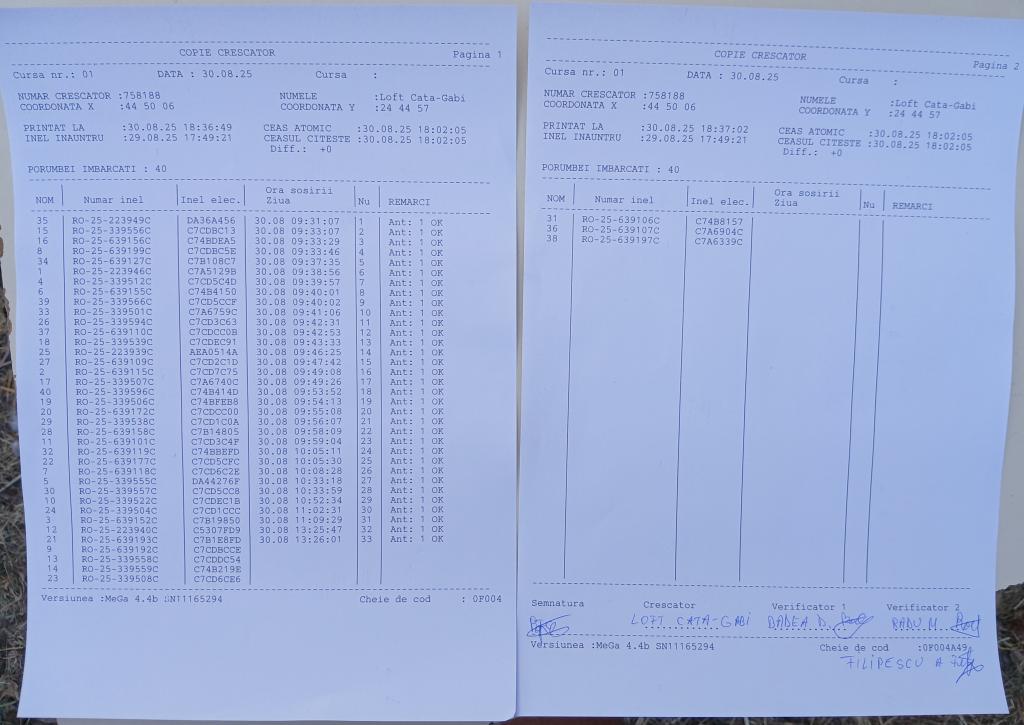 COPIE CRESCATOR
Pagina 1
Cursa nr.: 01 DATA : 30.08.25 Cursa :
NUMAR CRESCATOR :758188 NUMELE :Loft Cata-Gabi
COORDONATA X :44 50 06 COORDONATA Y :24 44 57
PRINTAT LA :30.08.25 18:36:49 CEAS ATOMIC :30.08.25 18:02:05
INEL INAUNTRU :29.08.25 17:49:21 CEASUL CITESTE :30.08.25 18:02:05
Diff.: +0
PORUMBEI IMBARCATI : 40
Ora sosirii
NOM Numar inel Inel elec. Ziua Nu REMARCI
35 RO-25-223949C DA36A456 30.08 09:31:07 1 Ant: 1 OK
15 RO-25-339556C C7CDBC13 30.08 09:33:07 2 Ant: 1 OK
16 RO-25-639156C C74BDEA5 30.08 09:33:29 3 Ant: 1 OK
8 RO-25-639199C C7CDBC5E 30.08 09:33:46 4 Ant: 1 OK
34 RO-25-639127C C7B108C7 30.08 09:37:35 5 Ant: 1 OK
1 RO-25-223946C C7A5129B 30.08 09:38:56 6 Ant: 1 OK
4 RO-25-339512C C7CD5C4D 30.08 09:39:57 7 Ant: 1 OK
6 RO-25-639155C C74B4150 30.08 09:40:01 8 Ant: 1 OK
39 RO-25-339566C C7CD5CCF 30.08 09:40:02 9 Ant: 1 OK
33 RO-25-339501C C7A6759C 30.08 09:41:06 10 Ant: 1 OK
26 RO-25-339594C C7CD3C63 30.08 09:42:31 11 Ant: 1 OK
37 RO-25-639110C C7CDCC0B 30.08 09:42:53 12 Ant: 1 OK
18 RO-25-339539C C7CDEC91 30.08 09:43:33 13 Ant: 1 OK
25 RO-25-223939C AEA0514A 30.08 09:46:25 14 Ant: 1 OK
27 RO-25-639109C C7CD2C1D 30.08 09:47:42 15 Ant: 1 OK
2 RO-25-639115C C7CD7C75 30.08 09:49:08 16 Ant: 1 OK
17 RO-25-339507C C7A6740C 30.08 09:49:26 17 Ant: 1 OK
40 RO-25-339596C C74B414D 30.08 09:53:52 18 Ant: 1 OK
19 RO-25-339506C C74BFEB8 30.08 09:54:13 19 Ant: 1 OK
20 RO-25-639172C C7CDCC00 30.08 09:55:08 20 Ant: 1 OK
29 RO-25-339538C C7CD1C0A 30.08 09:56:07 21 Ant: 1 OK
28 RO-25-639158C C7B14805 30.08 09:58:09 22 Ant: 1 OK
11 RO-25-639101C C7CD3C4F 30.08 09:59:04 23 Ant: 1 OK
32 RO-25-639119C C74BBEFD 30.08 10:05:11 24 Ant: 1 OK
22 RO-25-639177C C7CD5CFC 30.08 10:05:30 25 Ant: 1 OK
7 RO-25-639118C C7CD6C2E 30.08 10:08:28 26 Ant: 1 OK
5 RO-25-339555C DA44276F 30.08 10:33:18 27 Ant: 1 OK
30 RO-25-339557C C7CD5CC8 30.08 10:33:59 28 Ant: 1 OK
10 RO-25-339522C C7CDEC1B 30.08 10:52:34 29 Ant: 1 OK
24 RO-25-339504C C7CD1CCC 30.08 11:02:31 30 Ant: 1 OK
3 RO-25-639152C C7B19850 30.08 11:09:29 31 Ant: 1 OK
12 RO-25-223940C C5307FD9 30.08 13:25:47 32 Ant: 1 OK
21 RO-25-639193C C7B1E8FD 30.08 13:26:01 33 Ant: 1 OK
9 RO-25-639192C C7CDBCCE
13 RO-25-339558C C7CDDC54
14 RO-25-339559C C74B219E
23 RO-25-339508C C7CD6CE6
Versiunea :MeGa 4.4b SN11165294 Cheie de cod : 0F004
COPIE CRESCATOR
Pagina 2
Cursa nr.: 01 DATA : 30.08.25 Cursa :
NUMAR CRESCATOR :758188 NUMELE :Loft Cata-Gabi
COORDONATA X :44 50 06 COORDONATA Y :24 44 57
PRINTAT LA :30.08.25 18:37:02 CEAS ATOMIC :30.08.25 18:02:05
INEL INAUNTRU :29.08.25 17:49:21 CEASUL CITESTE :30.08.25 18:02:05
Diff.: +0
PORUMBEI IMBARCATI : 40
Ora sosirii
NOM Numar inel Inel elec. Ziua Nu REMARCI
31 RO-25-639106C C74B8157
36 RO-25-639107C C7A6904C
38 RO-25-639197C C7A6339C
Semnatura Crescator Verificator 1 Verificator 2
LOFT CATA-GABI BADEA D. RADU M.
Versiunea :MeGa 4.4b SN11165294 Cheie de cod :0F004A49
FILIPESCU A